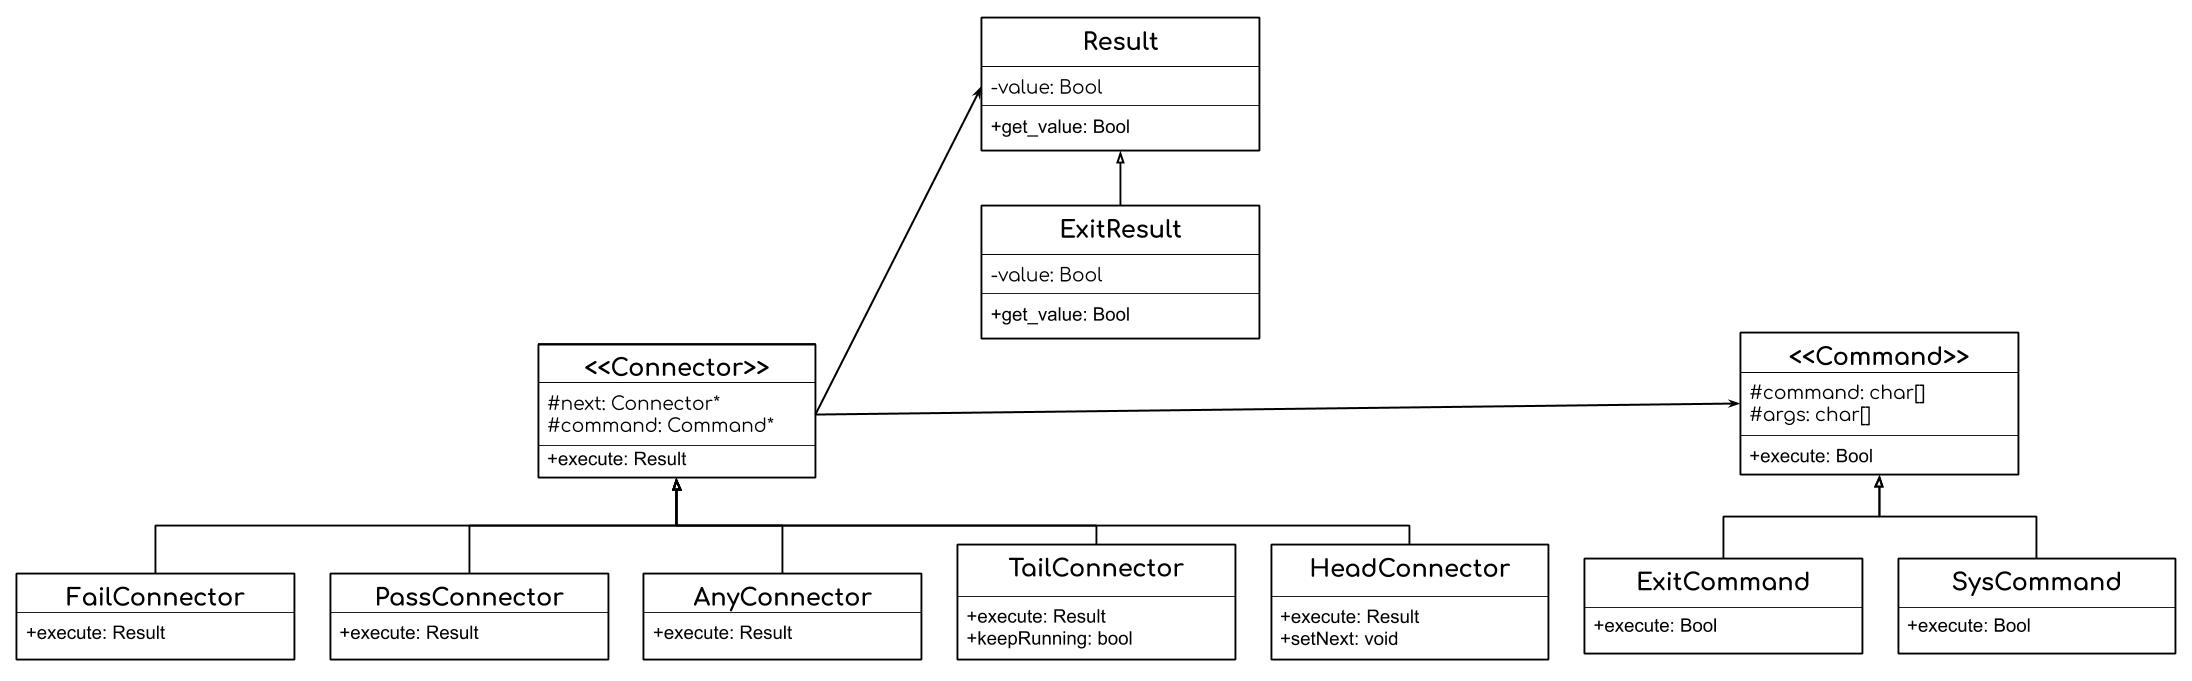 Result
-value: Bool
+get_value: Bool
ExitResult
-value: Bool
+get_value: Bool
<<Connector>>
#next: Connector*
#command: Command*
+execute: Result
<<Command>>
#command: char[]
#args: char[]
+execute: Bool
FailConnector
+execute: Result
PassConnector
+execute: Result
AnyConnector
+execute: Result
TailConnector
+execute: Result
+keepRunning: bool
HeadConnector
+execute: Result
+setNext: void
ExitCommand
+execute: Bool
SysCommand
+execute: Bool